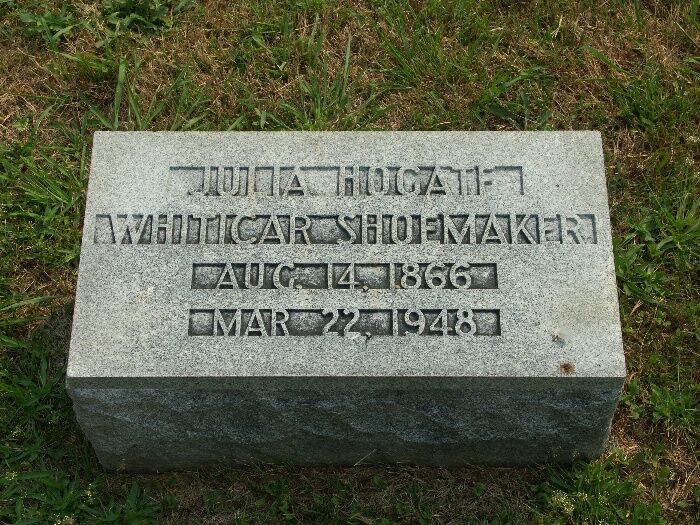 JULIA HOGATE
WHITICAR SHOEMAKER
AUG. 14, 1866
MAR 22, 1948